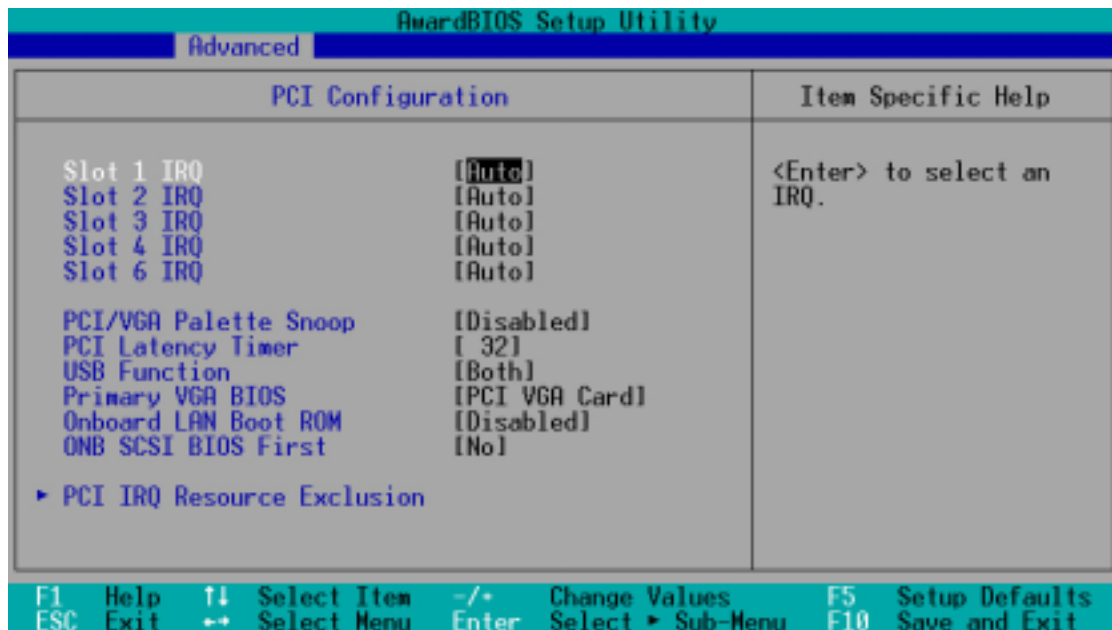 AwardBIOS Setup Utility
Advanced
PCI Configuration
Item Specific Help
Slot 1 IRQ [Auto]
Slot 2 IRQ [Auto]
Slot 3 IRQ [Auto]
Slot 4 IRQ [Auto]
Slot 6 IRQ [Auto]
PCI/VGA Palette Snoop [Disabled]
PCI Latency Timer [ 32]
USB Function [Both]
Primary VGA BIOS [PCI VGA Card]
Onboard LAN Boot ROM [Disabled]
ONB SCSI BIOS First [No]
► PCI IRQ Resource Exclusion
<Enter> to select an
IRQ.
F1 Help ↑↓ Select Item -/+ Change Values F5 Setup Defaults
ESC Exit ←→ Select Menu Enter Select ► Sub-Menu F10 Save and Exit